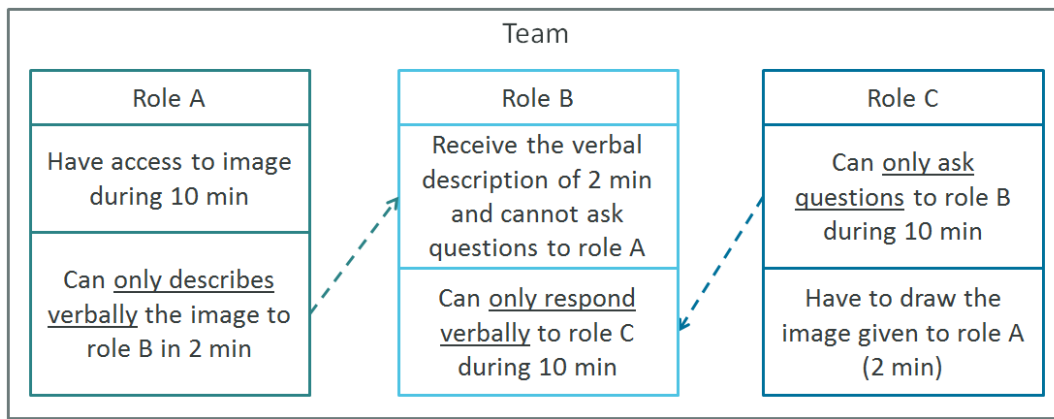 Team
Role A
Have access to image
during 10 min
Can only describes
verbally the image to
role B in 2 min
Role B
Receive the verbal
description of 2 min
and cannot ask
questions to role A
Can only respond
verbally to role C
during 10 min
Role C
Can only ask
questions to role B
during 10 min
Have to draw the
image given to role A
(2 min)